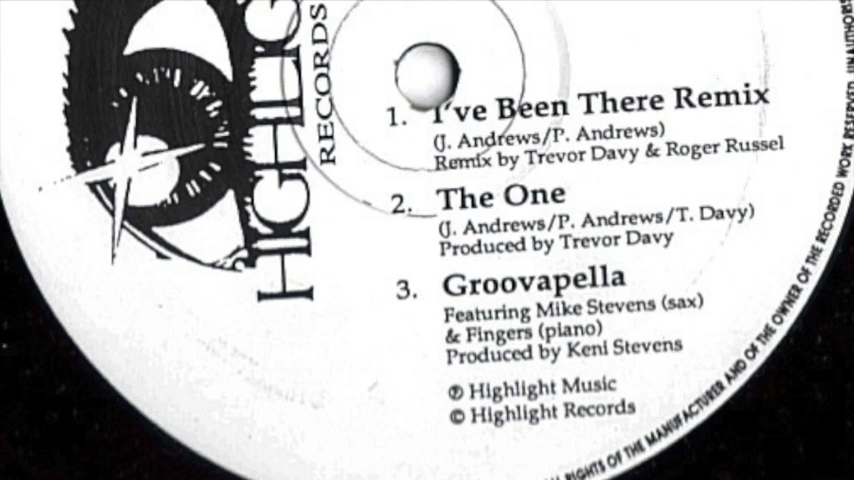 HIGHLIG
RECORDS
1. I've Been There Remix
(J. Andrews/P. Andrews)
Remix by Trevor Davy & Roger Russel
2. The One
(J. Andrews/P. Andrews/T. Davy)
Produced by Trevor Davy
3. Groovapella
Featuring Mike Stevens (sax)
& Fingers (piano)
Produced by Keni Stevens
℗ Highlight Music
© Highlight Records
RIGHTS OF THE MANUFACTURER AND OF THE OWNER OF THE RECORDED WORK RESERVED. UNAUTHORIS